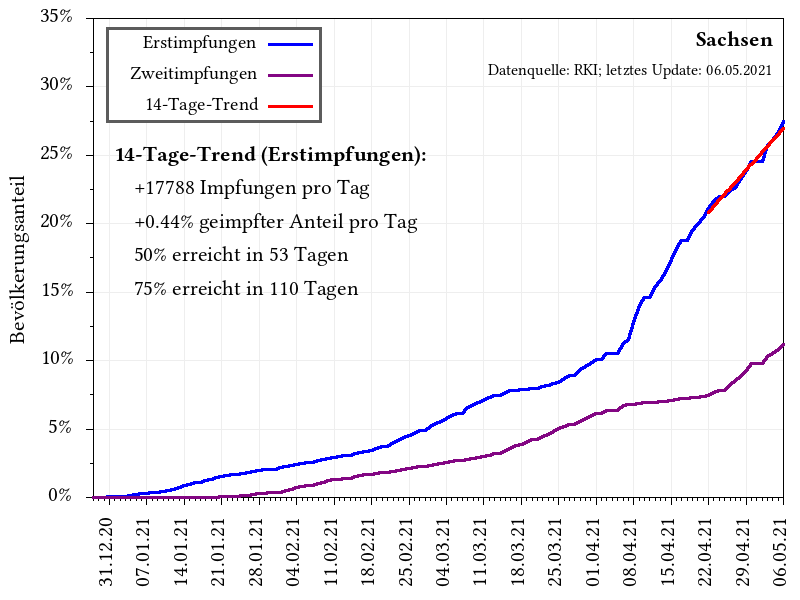 35%
30%
25%
20%
15%
10%
5%
0%
Bevölkerungsanteil
Erstimpfungen
Zweitimpfungen
14-Tage-Trend
Sachsen
Datenquelle: RKI; letztes Update: 06.05.2021
14-Tage-Trend (Erstimpfungen):
+17788 Impfungen pro Tag
+0.44% geimpfter Anteil pro Tag
50% erreicht in 53 Tagen
75% erreicht in 110 Tagen
31.12.20
07.01.21
14.01.21
21.01.21
28.01.21
04.02.21
11.02.21
18.02.21
25.02.21
04.03.21
11.03.21
18.03.21
25.03.21
01.04.21
08.04.21
15.04.21
22.04.21
29.04.21
06.05.21